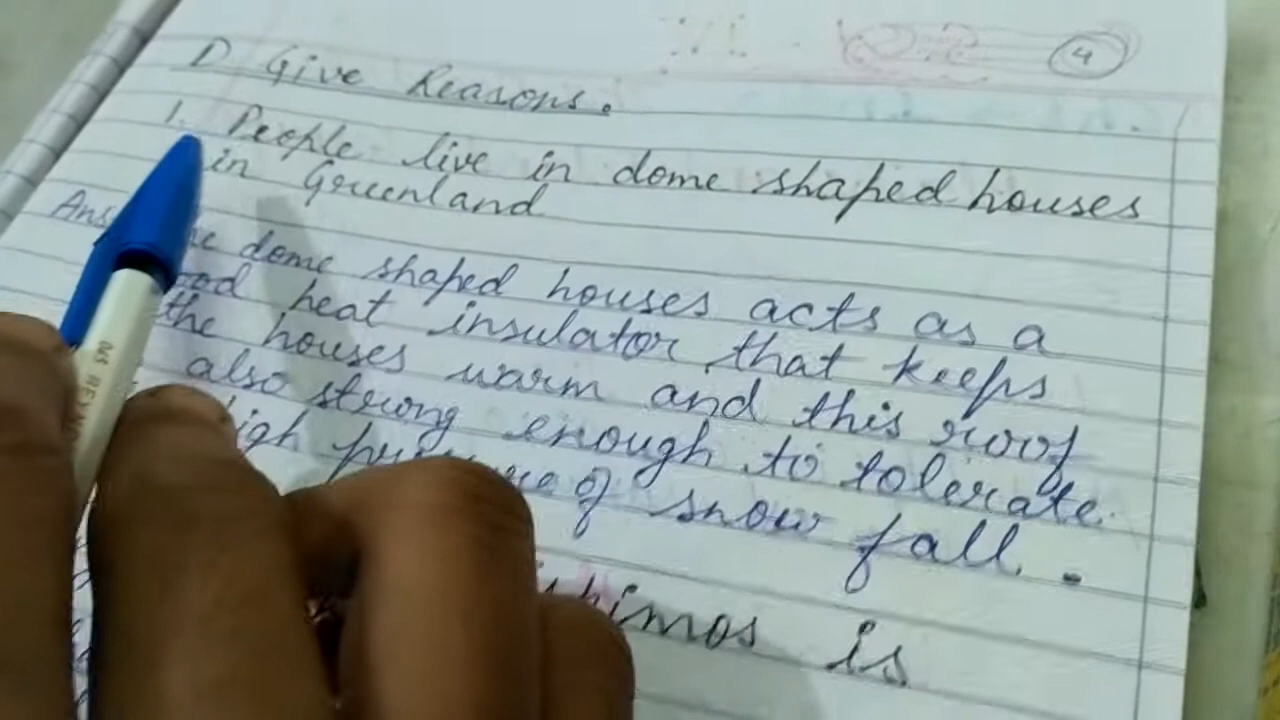 4
D Give Reasons.
1. People live in dome shaped houses
in Greenland
Ans dome shaped houses acts as a
heat insulator that keeps
the houses warm and this roof
also strong enough to tolerate
of snow fall.
is